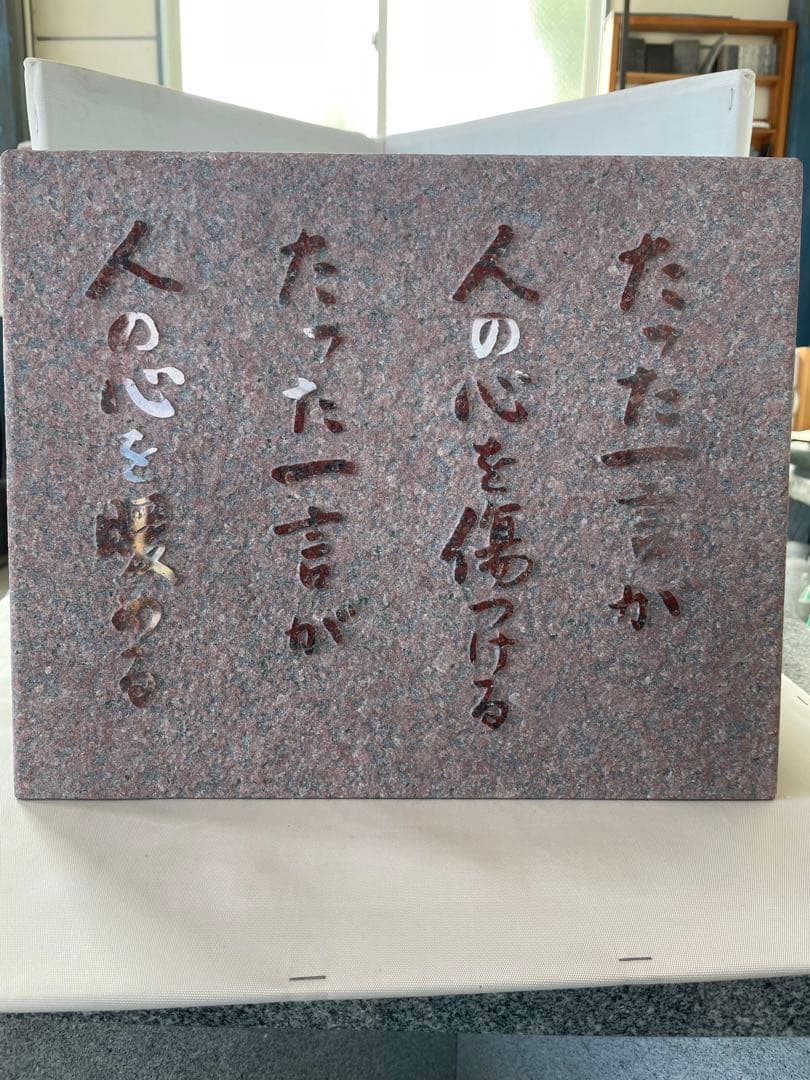 たった一言が
人の心を傷つける
たった一言が
人の心を暖める